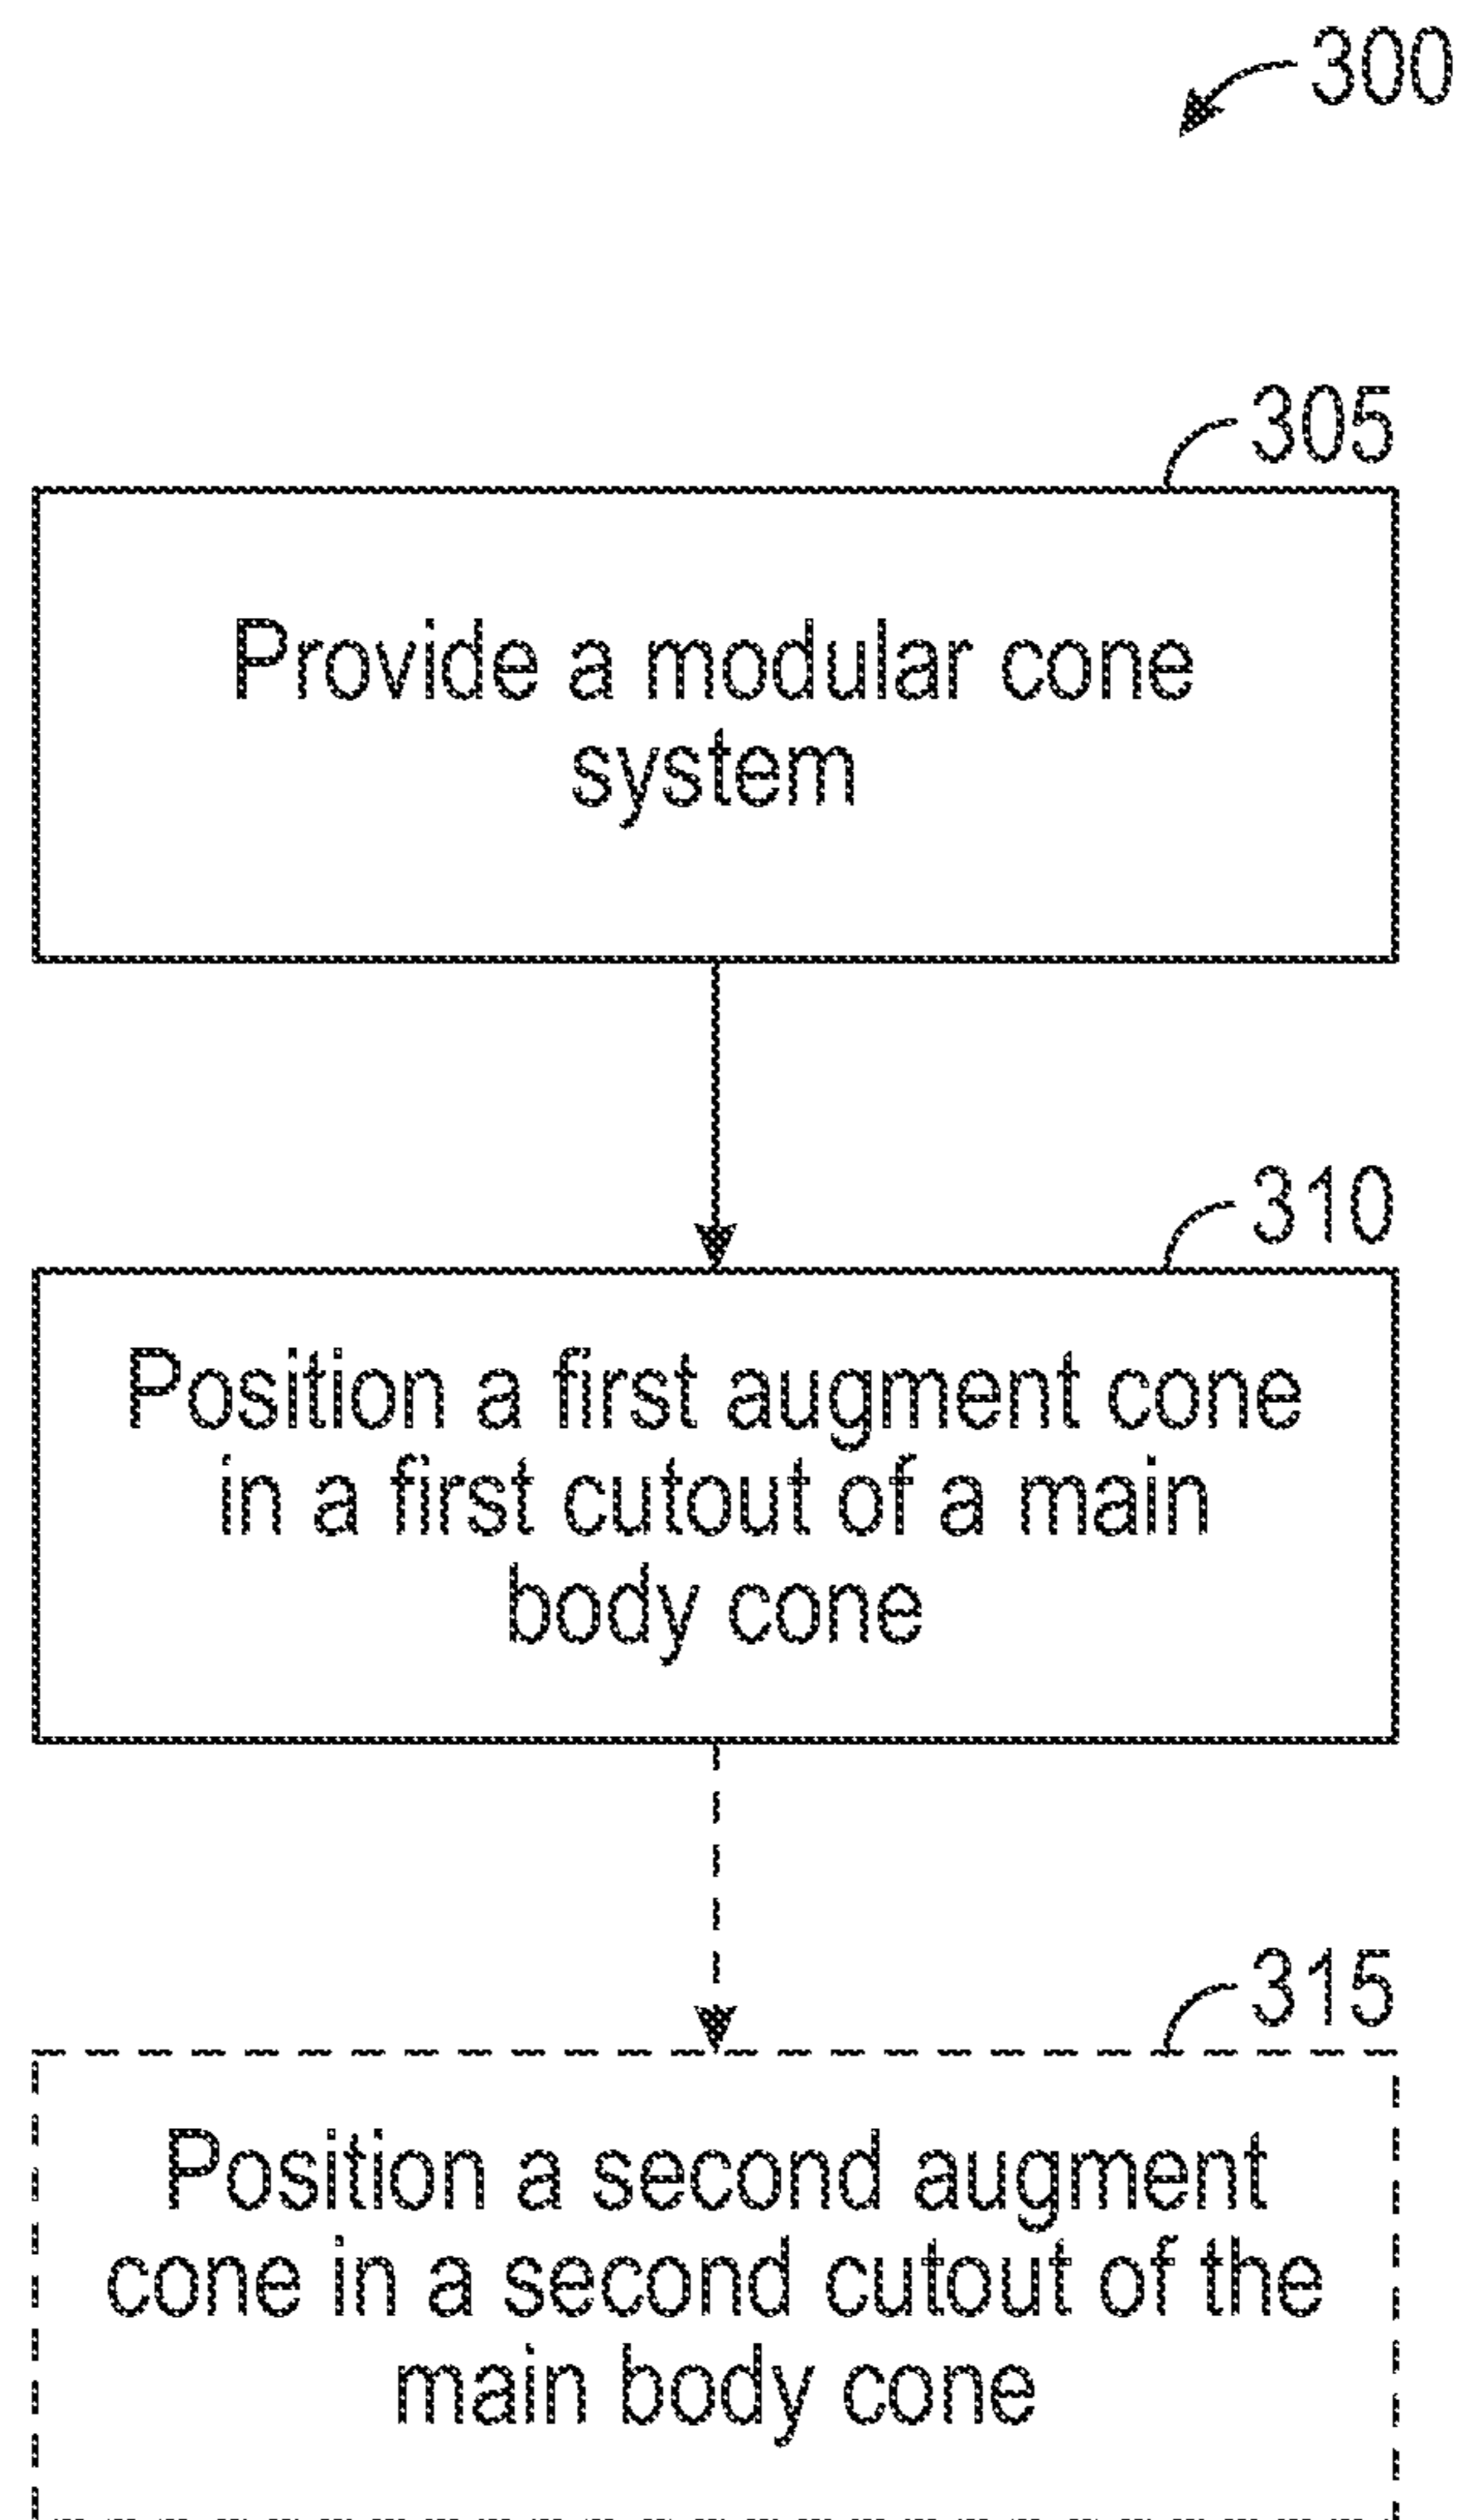 300
305
Provide a modular cone
system
310
Position a first augment cone
in a first cutout of a main
body cone
315
Position a second augment
cone in a second cutout of the
main body cone